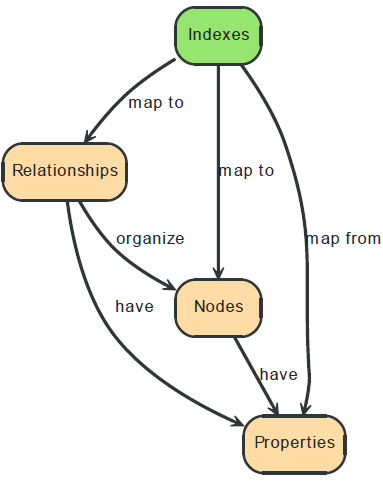 Indexes
map to
Relationships
map to
organize
map from
have
Nodes
have
Properties